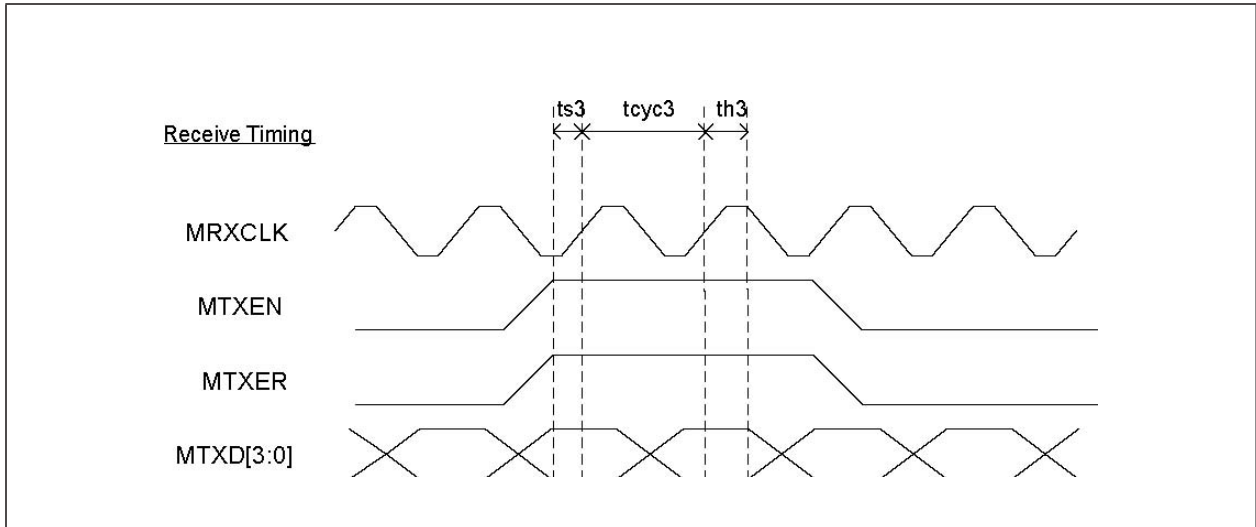 ts3 tcyc3 th3
Receive Timing
MRXCLK
MTXEN
MTXER
MTXD[3:0]